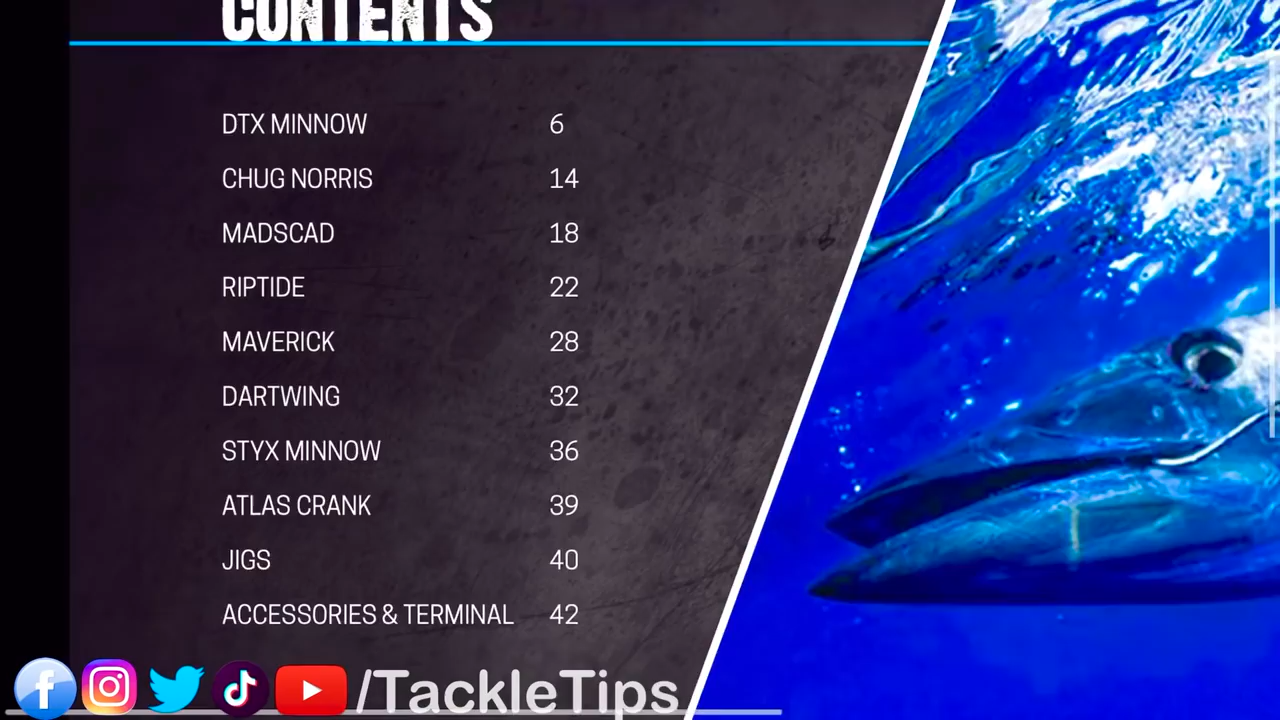 CONTENTS
DTX MINNOW 6
CHUG NORRIS 14
MADSCAD 18
RIPTIDE 22
MAVERICK 28
DARTWING 32
STYX MINNOW 36
ATLAS CRANK 39
JIGS 40
ACCESSORIES & TERMINAL 42
/TackleTips